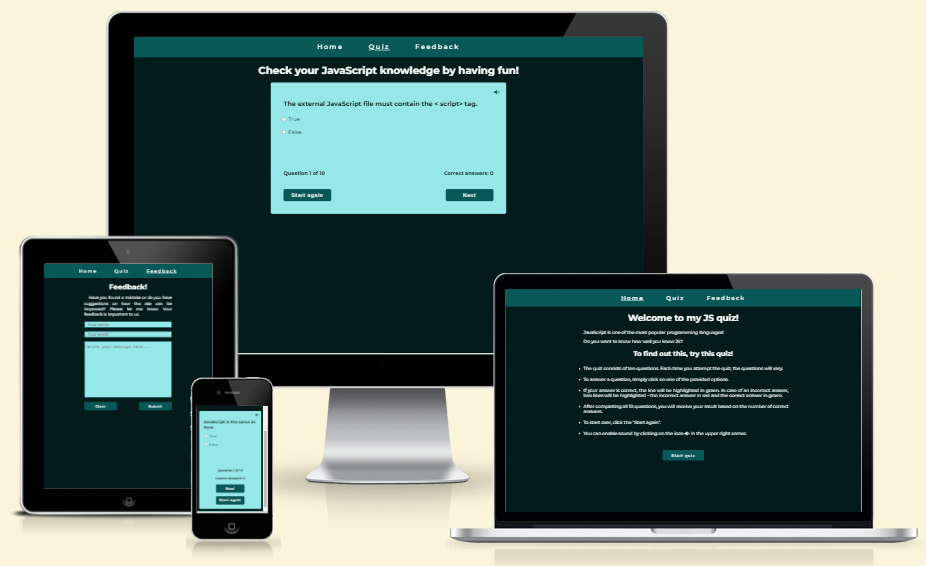 Home Quiz Feedback
Check your JavaScript knowledge by having fun!
The external JavaScript file must contain the < script> tag.
True
False
Question 1 of 10 Correct answers: 0
Start again Next
Home Quiz Feedback
Feedback!
Have you found a mistake or do you have
suggestions on how the site can be
improved? Please let me know. Your
feedback is important to us.
Your name
Your email
Write your message here...
Clear Submit
JavaScript is the same as
Java.
True
False
Question 1 of 10
Correct answers: 0
Next
Start again
Home Quiz Feedback
Welcome to my JS quiz!
JavaScript is one of the most popular programming languages!
Do you want to know how well you know JS?
To find out this, try this quiz!
• The quiz consists of ten questions. Each time you attempt the quiz, the questions will vary.
• To answer a question, simply click on one of the provided options.
• If your answer is correct, the line will be highlighted in green. In case of an incorrect answer,
two lines will be highlighted - the incorrect answer in red and the correct answer in green.
• After completing all 10 questions, you will receive your result based on the number of correct
answers.
• To start over, click the "Start again".
• You can enable sound by clicking on the icon in the upper right corner.
Start quiz